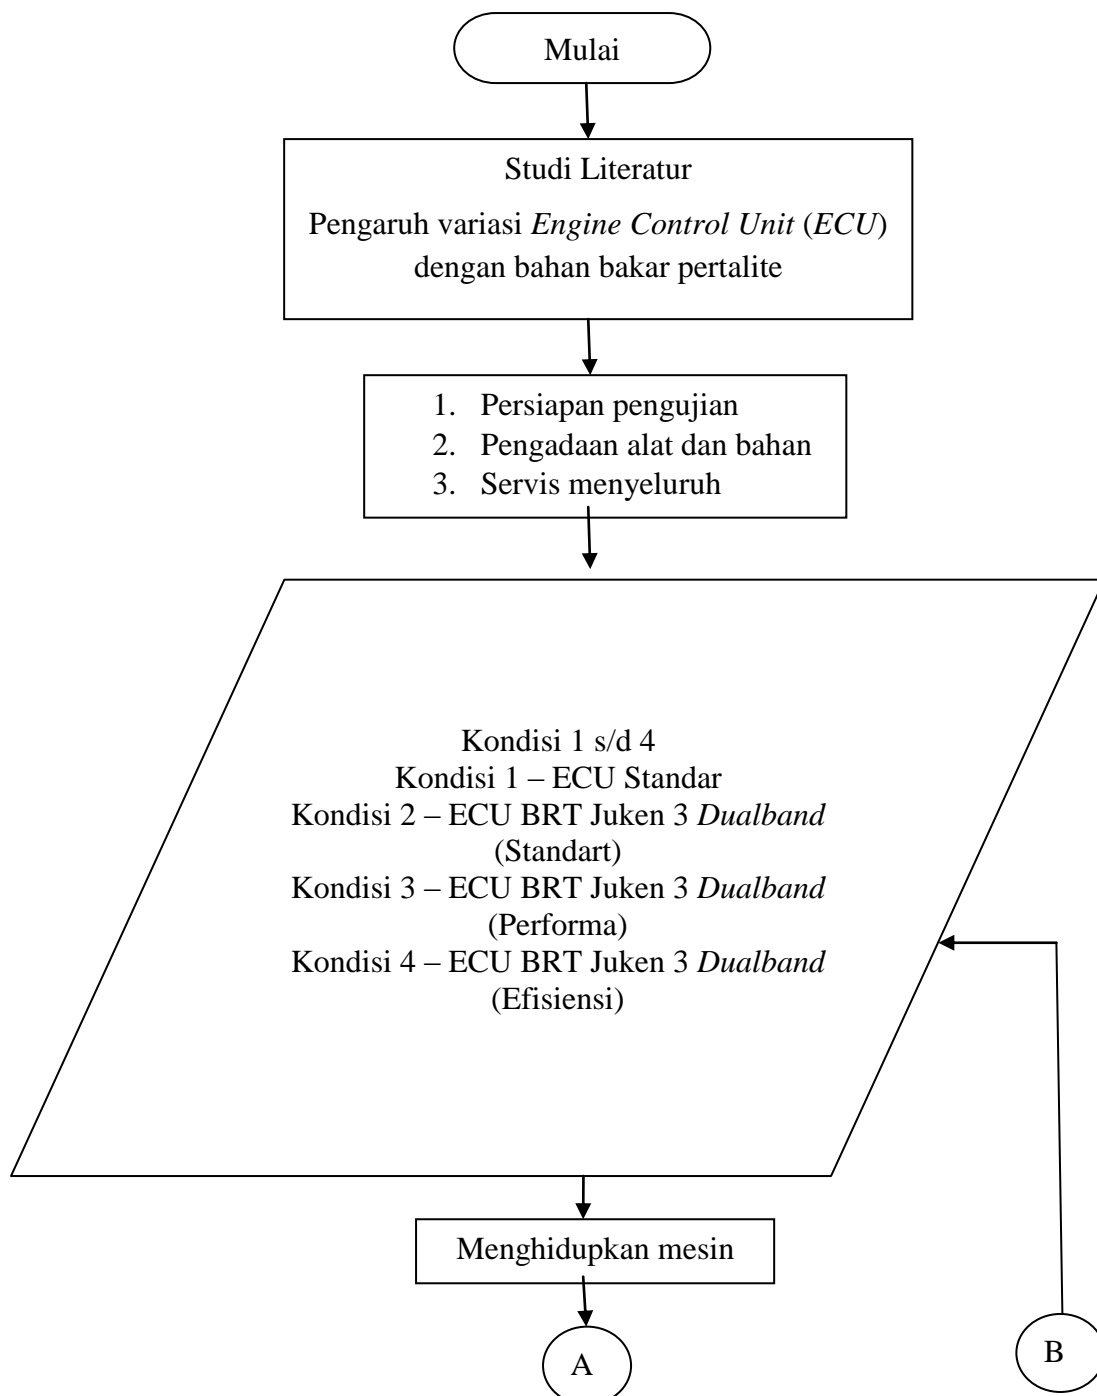 Mulai
Studi Literatur
Pengaruh variasi Engine Control Unit (ECU)
dengan bahan bakar pertalite
1. Persiapan pengujian
2. Pengadaan alat dan bahan
3. Servis menyeluruh
Kondisi 1 s/d 4
Kondisi 1 – ECU Standar
Kondisi 2 – ECU BRT Juken 3 Dualband
(Standart)
Kondisi 3 – ECU BRT Juken 3 Dualband
(Performa)
Kondisi 4 – ECU BRT Juken 3 Dualband
(Efisiensi)
Menghidupkan mesin
A
B